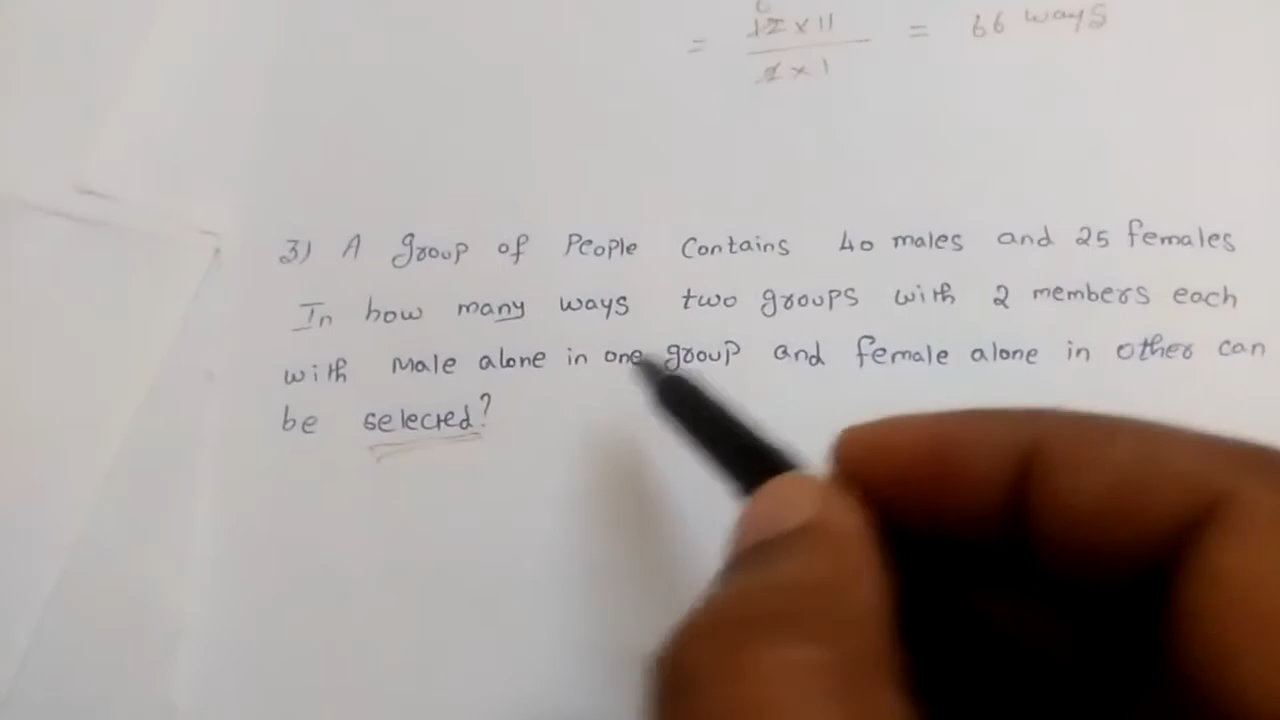 6
= 12 × 11 = 66 ways
2 × 1
3) A group of People Contains 40 males and 25 females
In how many ways two groups with 2 members each
with male alone in one group and female alone in other can
be selected?